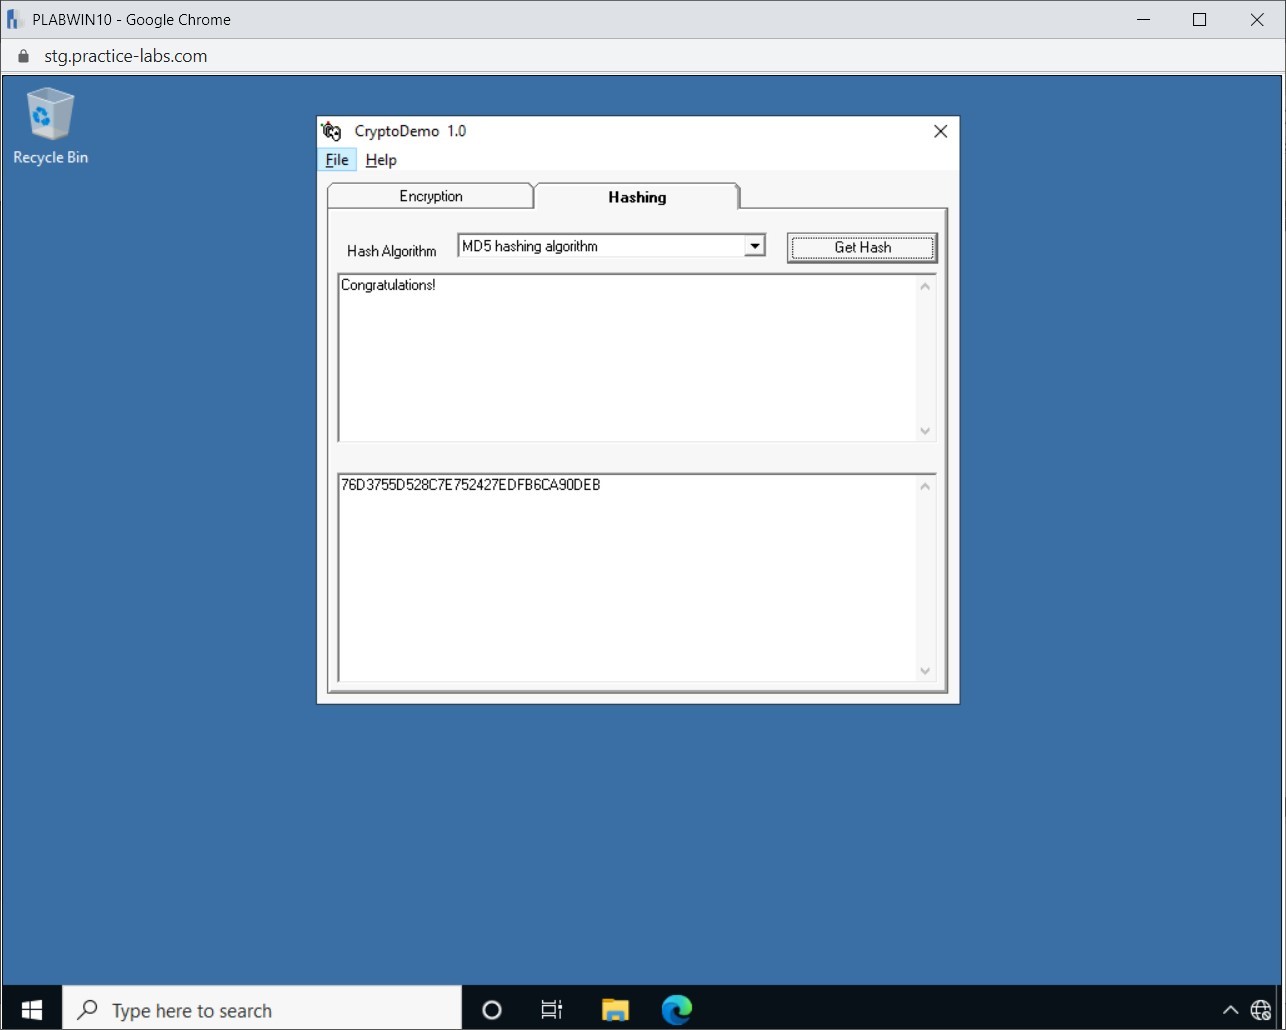 PLABWIN10 - Google Chrome
stg.practice-labs.com
Recycle Bin
CryptoDemo 1.0
File Help
Encryption Hashing
Hash Algorithm MD5 hashing algorithm Get Hash
Congratulations!
76D3755D528C7E752427EDFB6CA90DEB
Type here to search